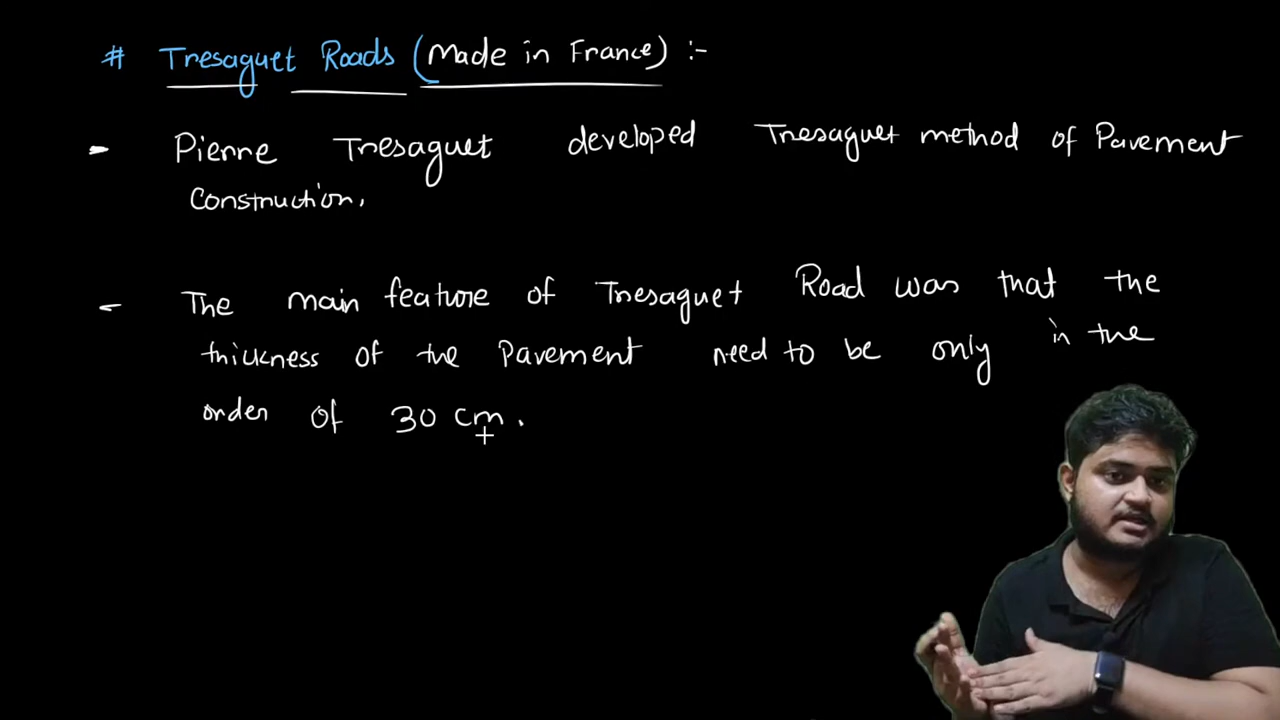 # Tresaguet Roads (Made in France) :-
- Pierre Tresaguet developed Tresaguet method of Pavement
Construction.
- The main feature of Tresaguet Road was that the
thickness of the Pavement need to be only in the
order of 30 cm.